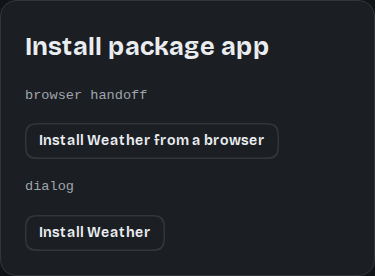 Install package app
browser handoff
Install Weather from a browser
dialog
Install Weather